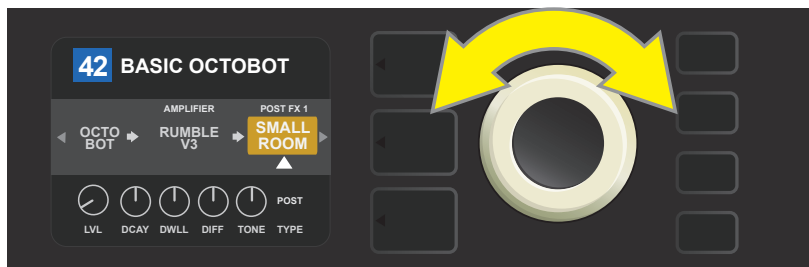 42 BASIC OCTOBOT
AMPLIFIER POST FX 1
OCTO BOT RUMBLE V3 SMALL ROOM
POST
LVL DCAY DWLL DIFF TONE TYPE